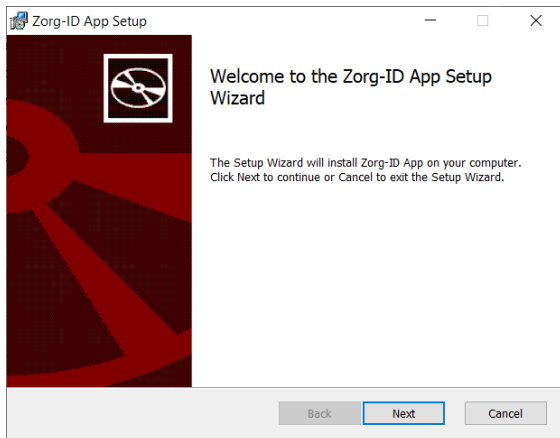 Zorg-ID App Setup
Welcome to the Zorg-ID App Setup
Wizard
The Setup Wizard will install Zorg-ID App on your computer.
Click Next to continue or Cancel to exit the Setup Wizard.
Back Next Cancel